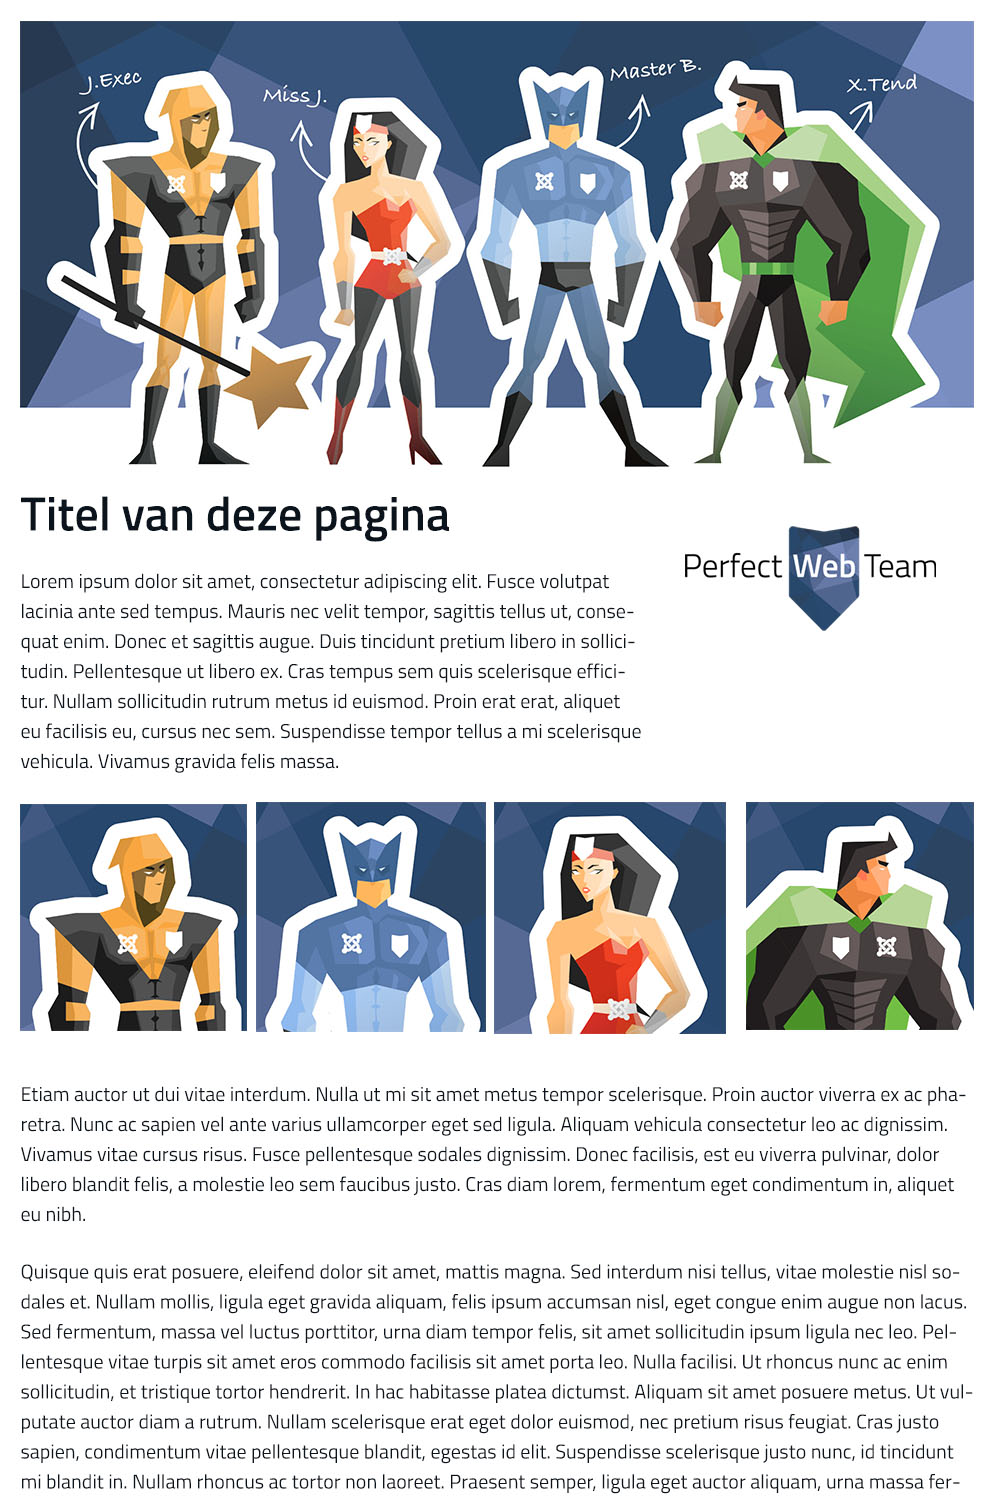 J.Exec
Miss J.
Master B.
X.Tend
Titel van deze pagina
Perfect Web Team
Lorem ipsum dolor sit amet, consectetur adipiscing elit. Fusce volutpat
lacinia ante sed tempus. Mauris nec velit tempor, sagittis tellus ut, conse-
quat enim. Donec et sagittis augue. Duis tincidunt pretium libero in sollici-
tudin. Pellentesque ut libero ex. Cras tempus sem quis scelerisque effici-
tur. Nullam sollicitudin rutrum metus id euismod. Proin erat erat, aliquet
eu facilisis eu, cursus nec sem. Suspendisse tempor tellus a mi scelerisque
vehicula. Vivamus gravida felis massa.
Etiam auctor ut dui vitae interdum. Nulla ut mi sit amet metus tempor scelerisque. Proin auctor viverra ex ac pha-
retra. Nunc ac sapien vel ante varius ullamcorper eget sed ligula. Aliquam vehicula consectetur leo ac dignissim.
Vivamus vitae cursus risus. Fusce pellentesque sodales dignissim. Donec facilisis, est eu viverra pulvinar, dolor
libero blandit felis, a molestie leo sem faucibus justo. Cras diam lorem, fermentum eget condimentum in, aliquet
eu nibh.
Quisque quis erat posuere, eleifend dolor sit amet, mattis magna. Sed interdum nisi tellus, vitae molestie nisl so-
dales et. Nullam mollis, ligula eget gravida aliquam, felis ipsum accumsan nisl, eget congue enim augue non lacus.
Sed fermentum, massa vel luctus porttitor, urna diam tempor felis, sit amet sollicitudin ipsum ligula nec leo. Pel-
lentesque vitae turpis sit amet eros commodo facilisis sit amet porta leo. Nulla facilisi. Ut rhoncus nunc ac enim
sollicitudin, et tristique tortor hendrerit. In hac habitasse platea dictumst. Aliquam sit amet posuere metus. Ut vul-
putate auctor diam a rutrum. Nullam scelerisque erat eget dolor euismod, nec pretium risus feugiat. Cras justo
sapien, condimentum vitae pellentesque blandit, egestas id elit. Suspendisse scelerisque justo nunc, id tincidunt
mi blandit in. Nullam rhoncus ac tortor non laoreet. Praesent semper, ligula eget auctor aliquam, urna massa fer-